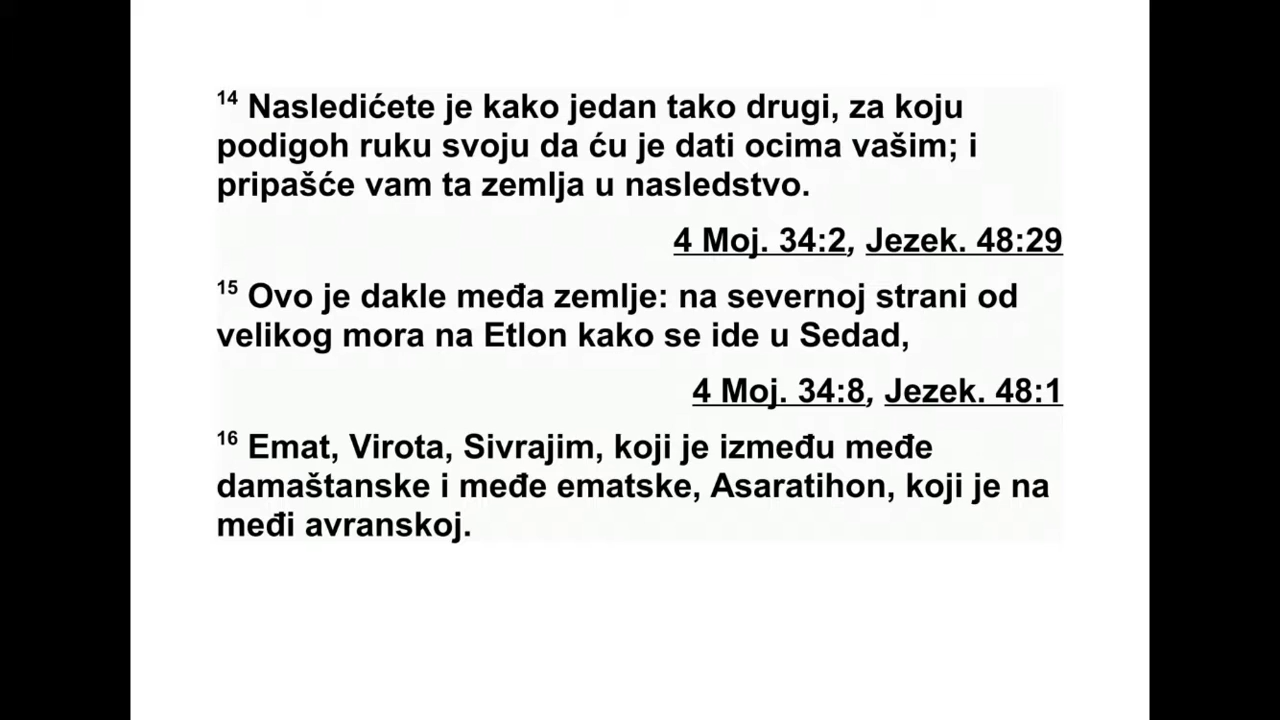 14 Nasledićete je kako jedan tako drugi, za koju
podigoh ruku svoju da ću je dati ocima vašim; i
pripašće vam ta zemlja u nasledstvo.
4 Moj. 34:2, Jezek. 48:29
15 Ovo je dakle međa zemlje: na severnoj strani od
velikog mora na Etlon kako se ide u Sedad,
4 Moj. 34:8, Jezek. 48:1
16 Emat, Virota, Sivrajim, koji je između međe
damaštanske i međe ematske, Asaratihon, koji je na
međi avranskoj.